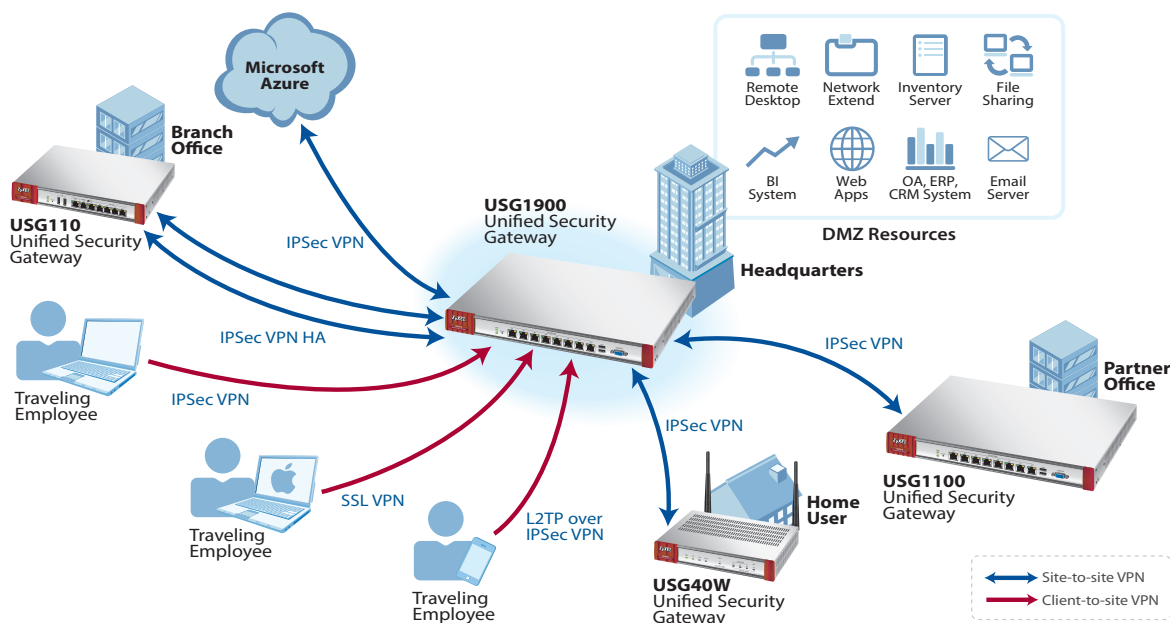 Microsoft
Azure
Branch
Office
USG110
Unified Security
Gateway
IPSec VPN
IPSec VPN HA
USG1900
Unified Security
Gateway
Headquarters
Remote
Desktop
Network
Extend
Inventory
Server
File
Sharing
BI
System
Web
Apps
OA, ERP,
CRM System
Email
Server
DMZ Resources
Traveling
Employee
IPSec VPN
Traveling
Employee
SSL VPN
Traveling
Employee
L2TP over
IPSec VPN
IPSec VPN
Home
User
USG40W
Unified Security
Gateway
IPSec VPN
Partner
Office
USG1100
Unified Security
Gateway
Site-to-site VPN
Client-to-site VPN